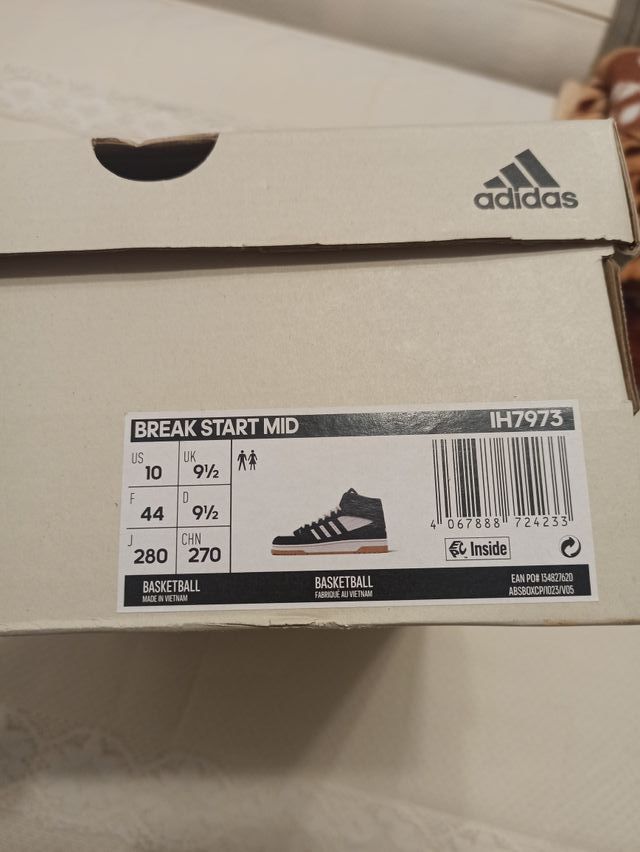 adidas
BREAK START MID IH7973
US 10 UK 9½
F 44 D 9½
J 280 CHN 270
4 067888 724233
Inside
BASKETBALL
MADE IN VIETNAM
BASKETBALL
FABRIQUÉ AU VIETNAM
EAN PO# 134827620
ABSBOXCP/1023/V05